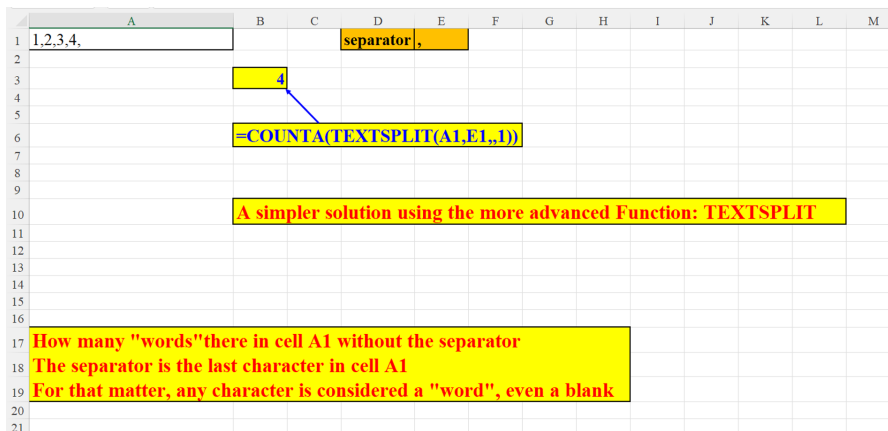 A B C D E F G H I J K L M
1 1,2,3,4, separator ,
2
3 4
4
5
6 =COUNTA(TEXTSPLIT(A1,E1,,1))
7
8
9
10 A simpler solution using the more advanced Function: TEXTSPLIT
11
12
13
14
15
16
17 How many "words"there in cell A1 without the separator
18 The separator is the last character in cell A1
19 For that matter, any character is considered a "word", even a blank
20
21